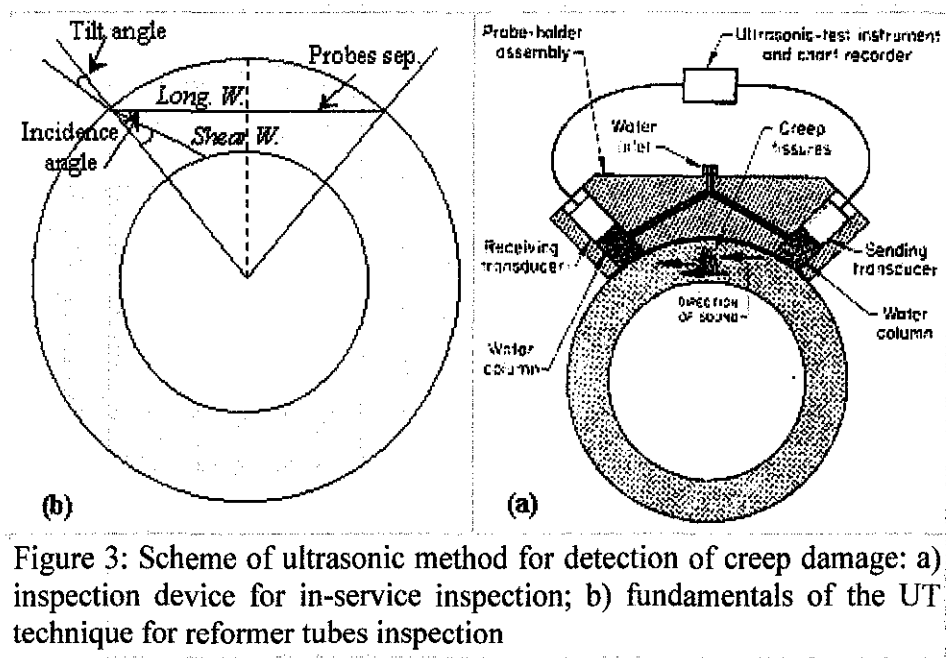 Tilt angle
Probes sep.
Long. W.
Incidence
angle
Shear W.
(b)
Probe-holder
assembly
Ultrasonic-test instrument
and chart recorder
Water
inlet
Creep
fissures
Receiving
transducer
Sending
transducer
DIRECTION
OF SOUND
Water
column
Water
column
(a)
Figure 3: Scheme of ultrasonic method for detection of creep damage: a)
inspection device for in-service inspection; b) fundamentals of the UT
technique for reformer tubes inspection